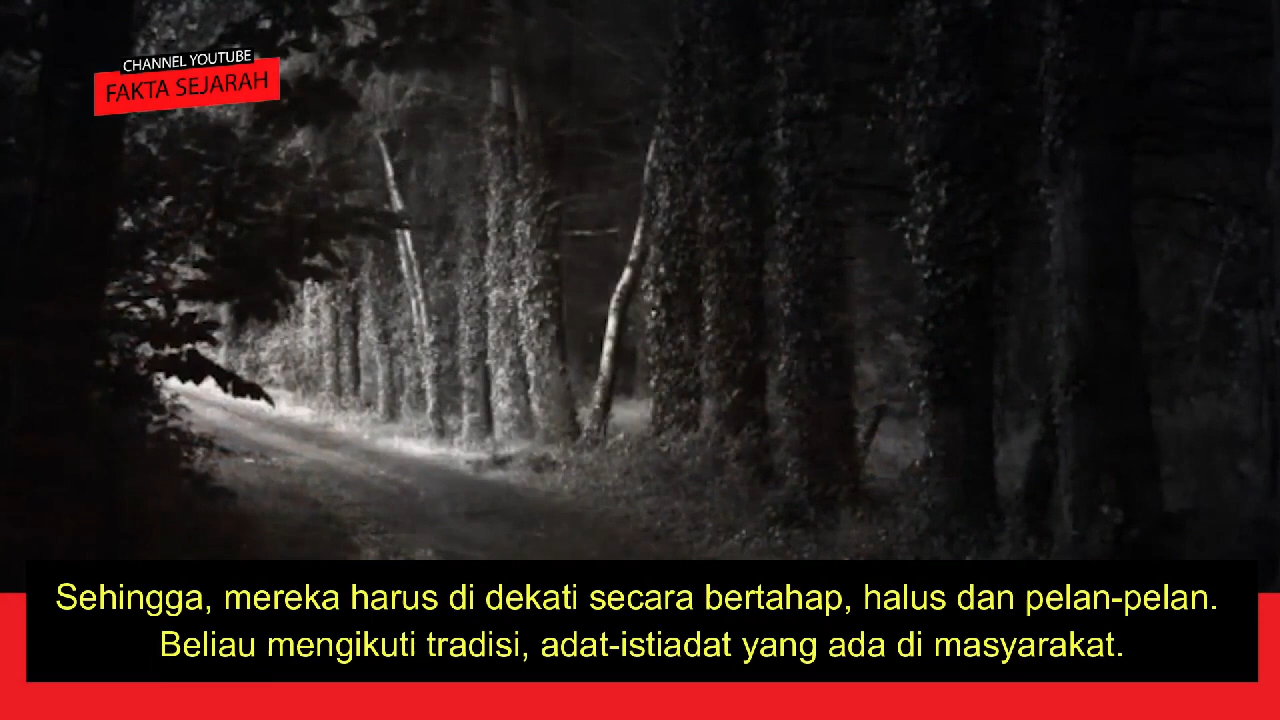 CHANNEL YOUTUBE
FAKTA SEJARAH
Sehingga, mereka harus di dekati secara bertahap, halus dan pelan-pelan.
Beliau mengikuti tradisi, adat-istiadat yang ada di masyarakat.